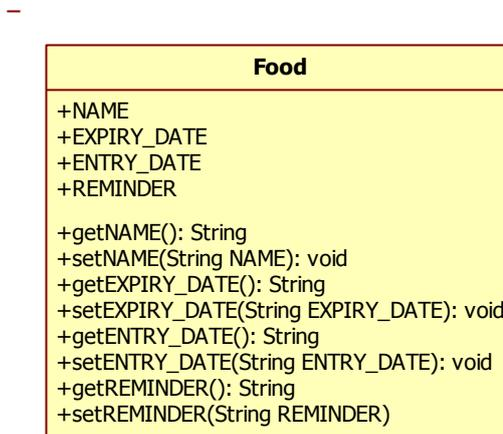 Food
+NAME
+EXPIRY_DATE
+ENTRY_DATE
+REMINDER
+getNAME(): String
+setNAME(String NAME): void
+getEXPIRY_DATE(): String
+setEXPIRY_DATE(String EXPIRY_DATE): void
+getENTRY_DATE(): String
+setENTRY_DATE(String ENTRY_DATE): void
+getREMINDER(): String
+setREMINDER(String REMINDER)